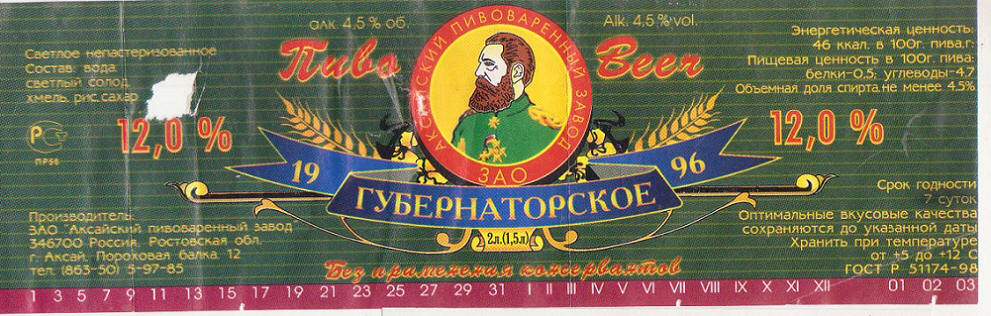 алк. 4,5 % об.
Alk. 4,5 % vol.
Пиво
Beer
АКСАЙСКИЙ ПИВОВАРЕННЫЙ ЗАВОД
ЗАО
Светлое непастеризованное
Состав: вода
светлый солод
хмель, рис, сахар
РСТ
ПР56
12,0 %
19
96
ГУБЕРНАТОРСКОЕ
2л.(1,5л)
Без применения консервантов
Производитель:
ЗАО "Аксайский пивоваренный завод
346700 Россия, Ростовская обл.
г. Аксай, Пороховая балка, 12
тел. (863-50) 5-97-85
Энергетическая ценность:
46 ккал. в 100г. пива,г:
Пищевая ценность в 100г. пива:
белки-0,5; углеводы-4,7
Объемная доля спирта,не менее 4.5%
12,0 %
Срок годности
7 суток
Оптимальные вкусовые качества
сохраняются до указанной даты
Хранить при температуре
от +5 до +12 С
ГОСТ Р 51174-98
1 3 5 7 9 11 13 15 17 19 21 23 25 27 29 31 I II III IV V VI VII VIII IX X XI XII 01 02 03